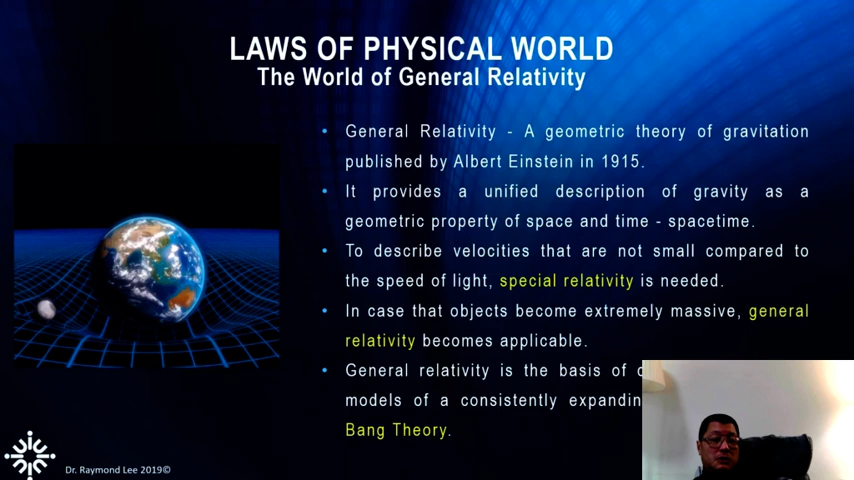 LAWS OF PHYSICAL WORLD
The World of General Relativity
• General Relativity - A geometric theory of gravitation
published by Albert Einstein in 1915.
• It provides a unified description of gravity as a
geometric property of space and time - spacetime.
• To describe velocities that are not small compared to
the speed of light, special relativity is needed.
• In case that objects become extremely massive, general
relativity becomes applicable.
• General relativity is the basis of
models of a consistently
Bang Theory.
Dr. Raymond Lee 2019©